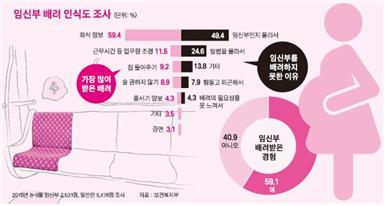 임신부 배려 인식도 조사 (단위: %)
좌석 양보 59.4
근무시간 등 업무량 조정 11.5
짐 들어주기 9.2
술 권하지 않기 8.9
줄서기 양보 4.3
기타 3.5
금연 3.1
가장 많이
받은 배려
49.4 임신부인지 몰라서
24.6 방법을 몰라서
13.8 기타
7.9 힘들고 피곤해서
4.3 배려의 필요성을
못 느껴서
임신부를
배려하지
못한 이유
임신부
배려받은
경험
40.9
아니오
59.1
예
2016년 8~9월 임신부 2,531명, 일반인 5,476명 조사
자료 : 보건복지부